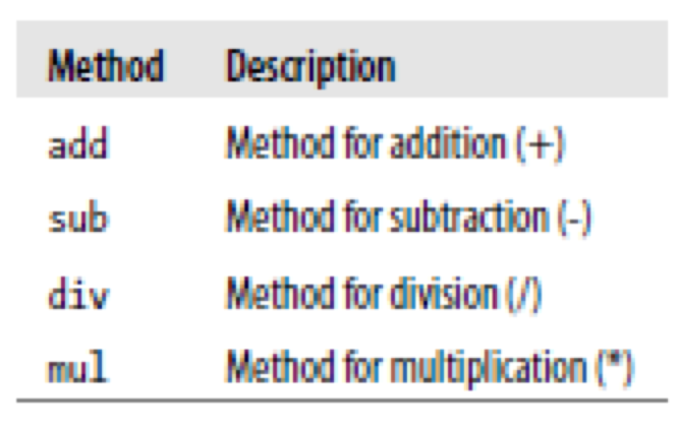 Method Description
add Method for addition (+)
sub Method for subtraction (-)
div Method for division (/)
mul Method for multiplication (*)